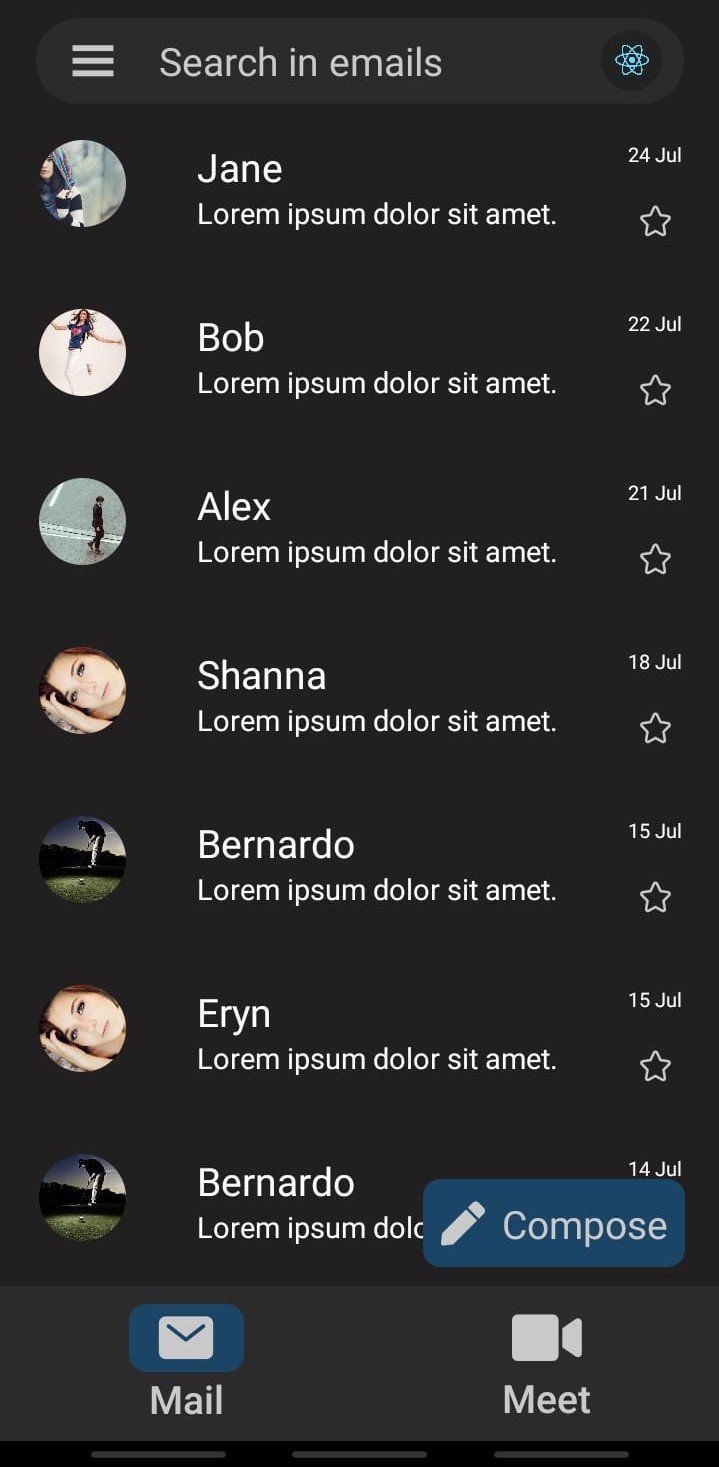 Search in emails
Jane
24 Jul
Lorem ipsum dolor sit amet.
Bob
22 Jul
Lorem ipsum dolor sit amet.
Alex
21 Jul
Lorem ipsum dolor sit amet.
Shanna
18 Jul
Lorem ipsum dolor sit amet.
Bernardo
15 Jul
Lorem ipsum dolor sit amet.
Eryn
15 Jul
Lorem ipsum dolor sit amet.
Bernardo
14 Jul
Lorem ipsum
Compose
Mail
Meet